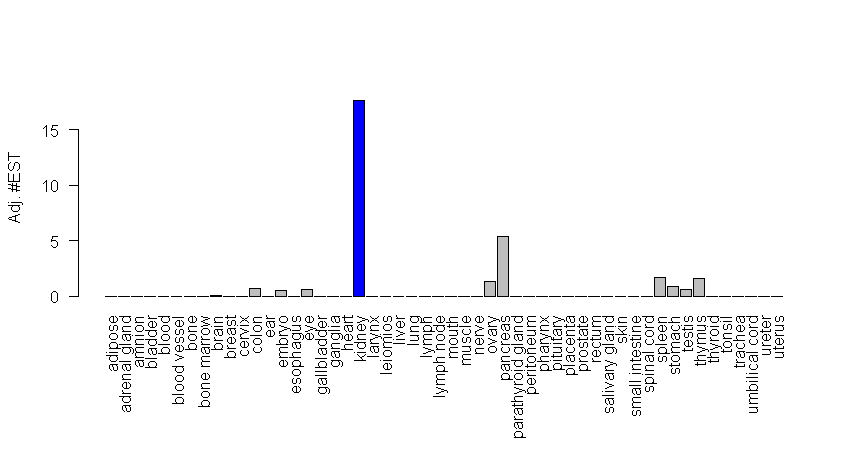 Adj. #EST
15
10
5
0
adipose
adrenal gland
amnion
bladder
blood
blood vessel
bone
bone marrow
brain
breast
cervix
colon
ear
embryo
esophagus
eye
gallbladder
ganglia
heart
kidney
larynx
leiomios
liver
lung
lymph
lymph node
mouth
muscle
nerve
ovary
pancreas
parathyroid gland
peritoneum
pharynx
pituitary
placenta
prostate
rectum
salivary gland
skin
small intestine
spinal cord
spleen
stomach
testis
thymus
thyroid
tonsil
trachea
umbilical cord
ureter
uterus